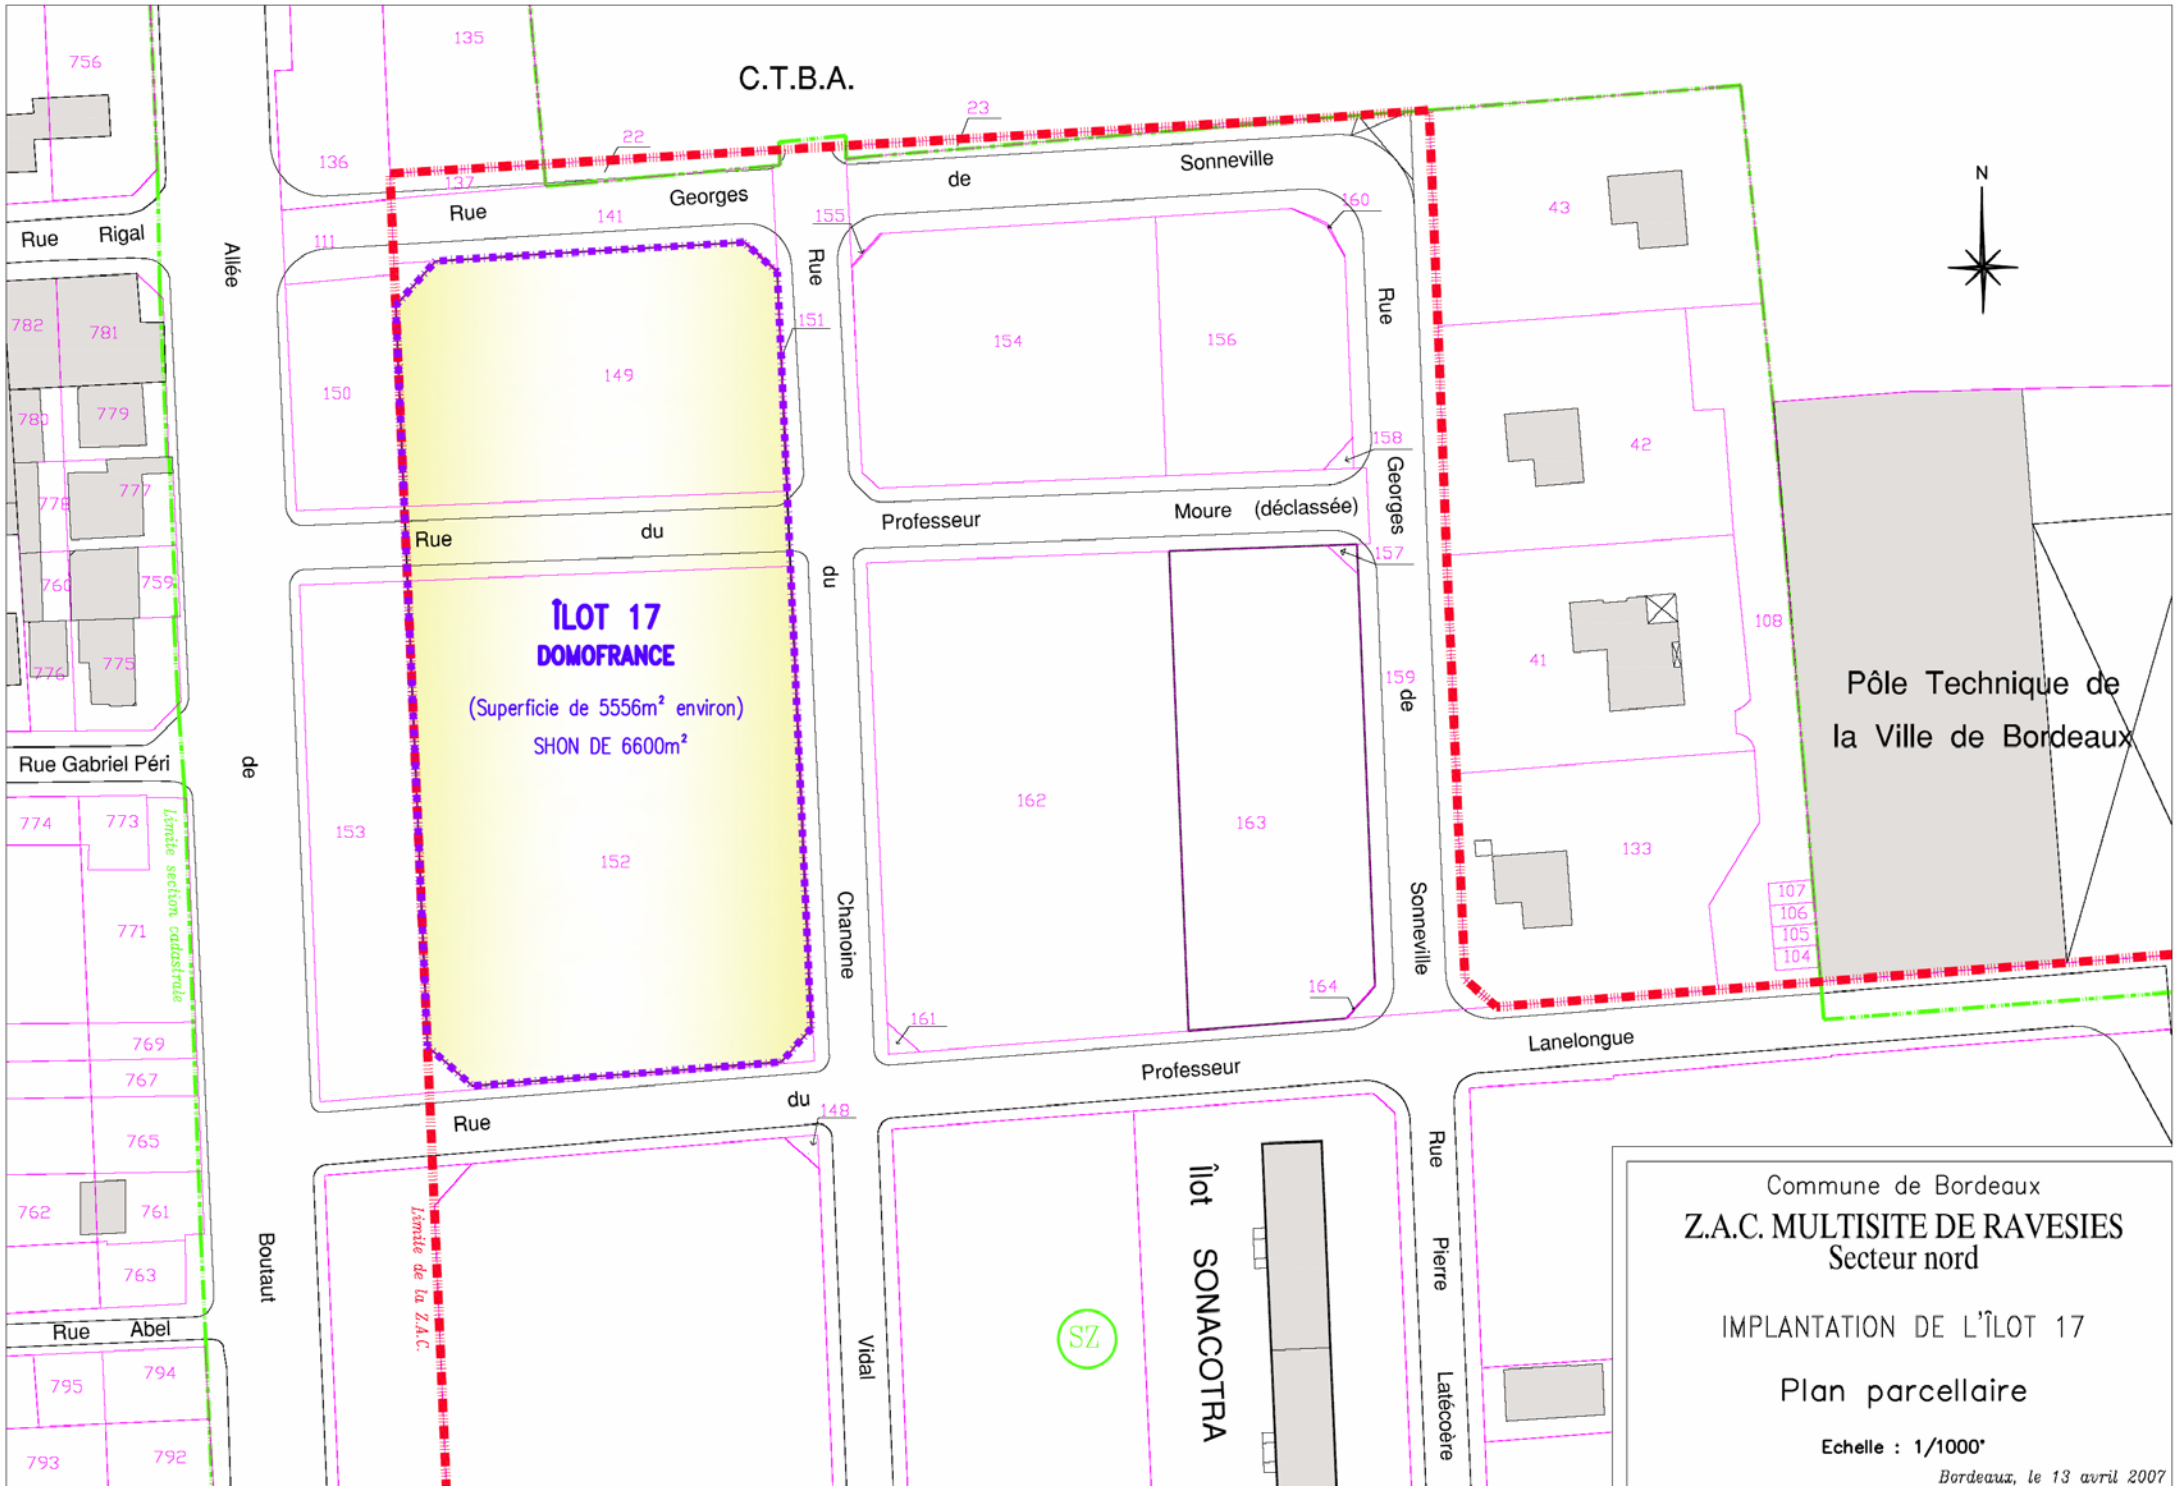 135
756
C.T.B.A.
23
22
136
137
Sonneville
de
Georges
Rue
141
155
160
43
N
Rue
Rigal
111
Allée
Rue
Rue
151
782
781
154
156
149
150
780
779
158
42
Georges
778
777
Professeur
Moure (déclassée)
Rue
du
157
du
760
759
ÎLOT 17
DOMOFRANCE
108
776
775
41
159
de
Pôle Technique de
la Ville de Bordeaux
(Superficie de 5556m² environ)
SHON DE 6600m²
Rue Gabriel Péri
de
774
773
Limite section cadastrale
153
162
163
133
152
107
106
105
104
771
Chanoine
Sonneville
164
161
769
767
Lanelongue
Professeur
du
148
Rue
765
Rue
762
761
Limite de la Z.A.C.
Îlot SONACOTRA
Pierre
763
Boutaut
Rue
Abel
SZ
Vidal
795
794
Latécoère
793
792
Commune de Bordeaux
Z.A.C. MULTISITE DE RAVESIES
Secteur nord
IMPLANTATION DE L'ÎLOT 17
Plan parcellaire
Echelle : 1/1000°
Bordeaux, le 13 avril 2007